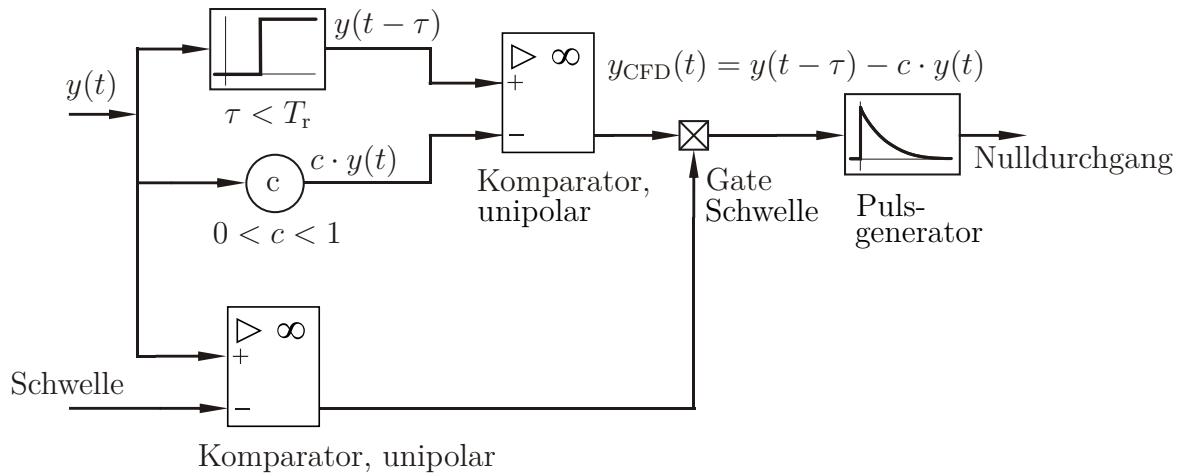 y(t − τ)
▷ ∞
y_CFD(t) = y(t − τ) − c · y(t)
y(t)
+
τ < T_r
c · y(t)
−
c
Nulldurchgang
Komparator,
unipolar
Gate
Schwelle
Puls-
generator
0 < c < 1
▷ ∞
+
Schwelle
−
Komparator, unipolar